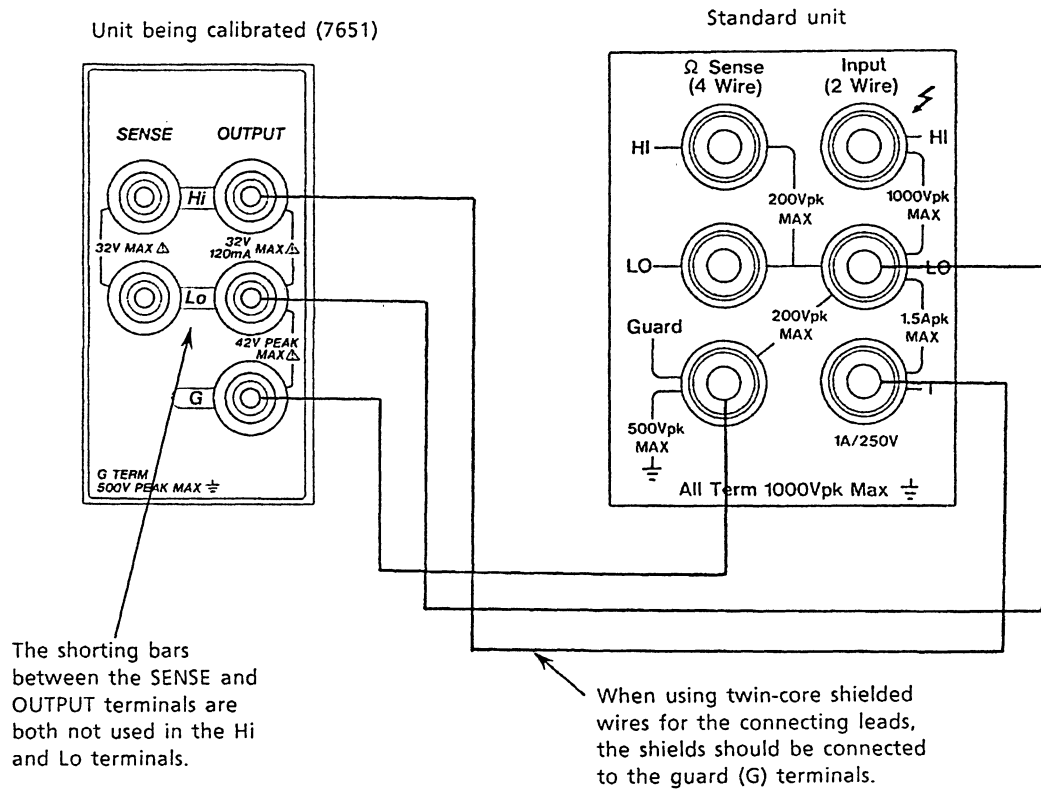 Unit being calibrated (7651)
Standard unit
SENSE OUTPUT
Hi
32V MAX ⚠
32V
120mA MAX ⚠
Lo
42V PEAK
MAX ⚠
G
G TERM
500V PEAK MAX ⏚
Ω Sense
(4 Wire)
Input
(2 Wire)
HI
HI
200Vpk
MAX
1000Vpk
MAX
LO
LO
Guard
200Vpk
MAX
1.5Apk
MAX
I
500Vpk
MAX
1A/250V
All Term 1000Vpk Max ⏚
The shorting bars
between the SENSE and
OUTPUT terminals are
both not used in the Hi
and Lo terminals.
When using twin-core shielded
wires for the connecting leads,
the shields should be connected
to the guard (G) terminals.